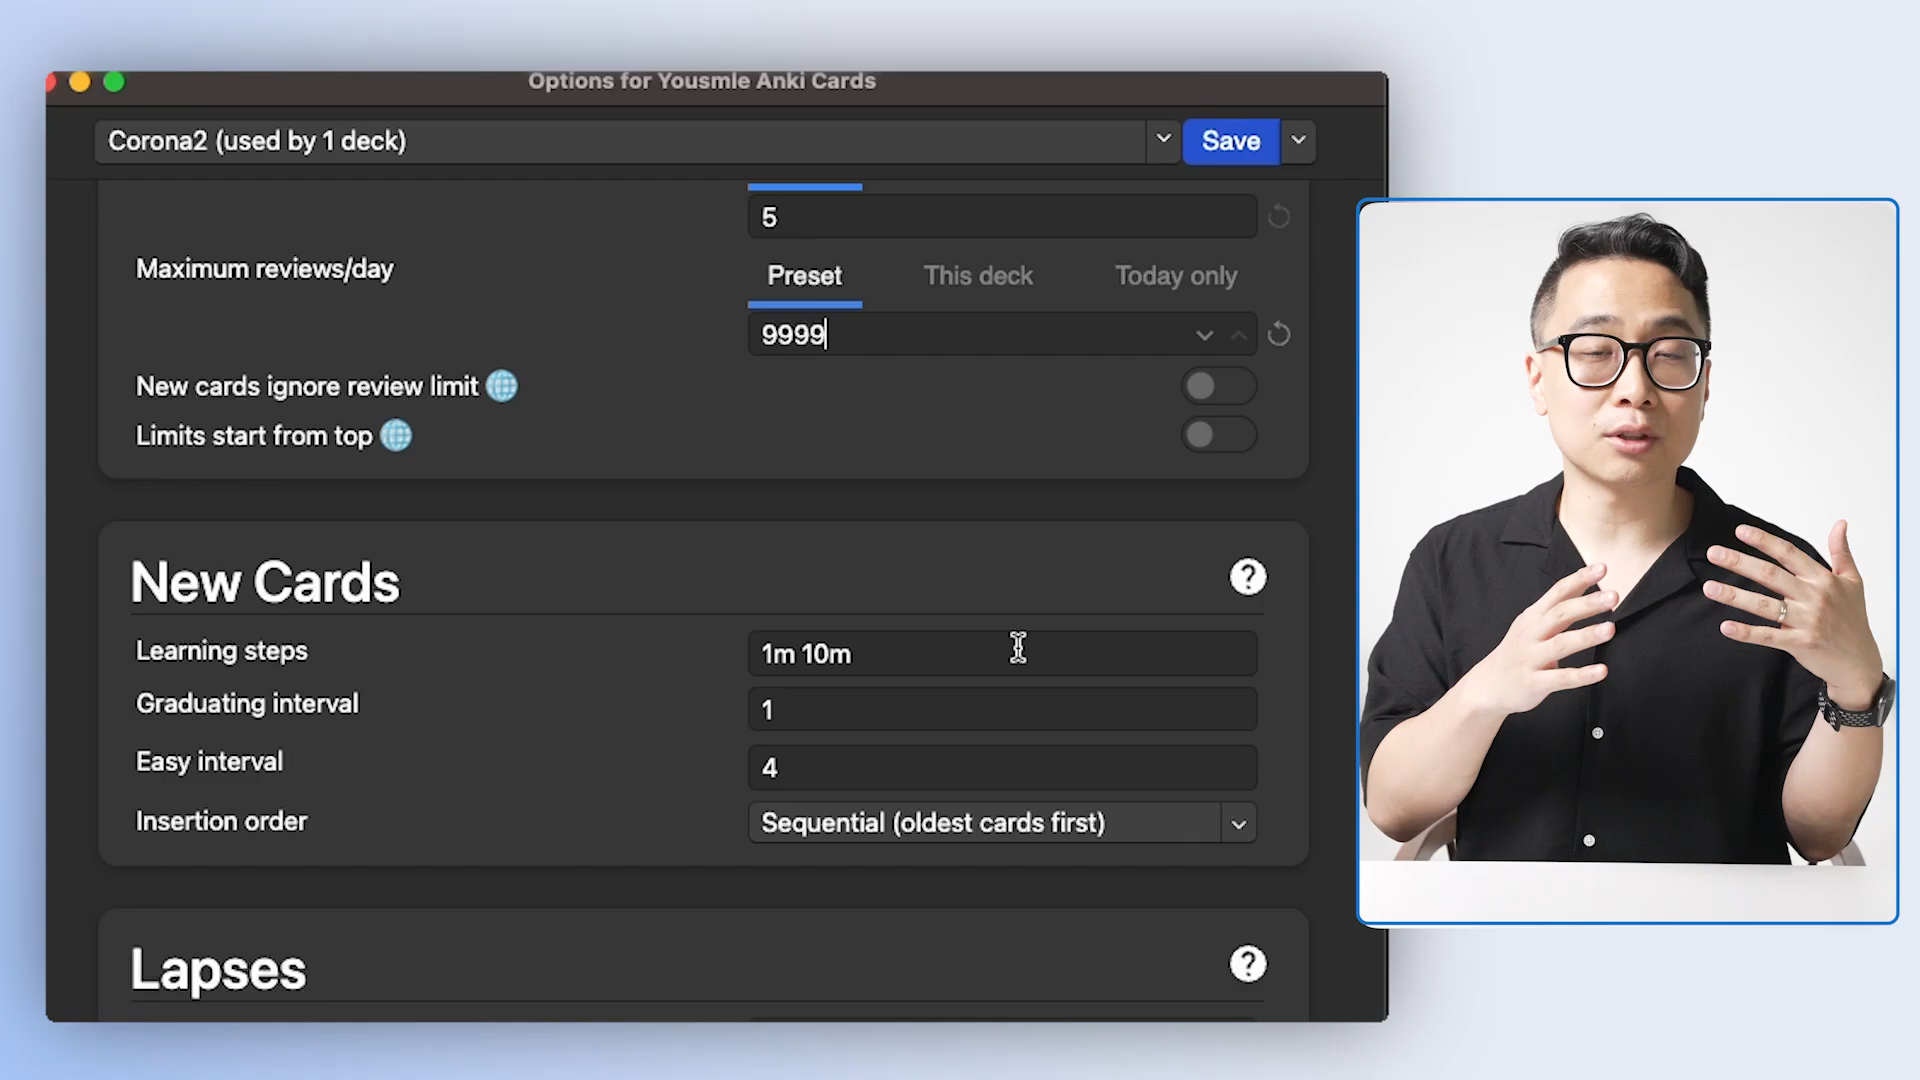 Options for Yousmle Anki Cards
Corona2 (used by 1 deck)
Save
5
Maximum reviews/day
Preset This deck Today only
9999
New cards ignore review limit
Limits start from top
New Cards
?
Learning steps
1m 10m
Graduating interval
1
Easy interval
4
Insertion order
Sequential (oldest cards first)
Lapses
?